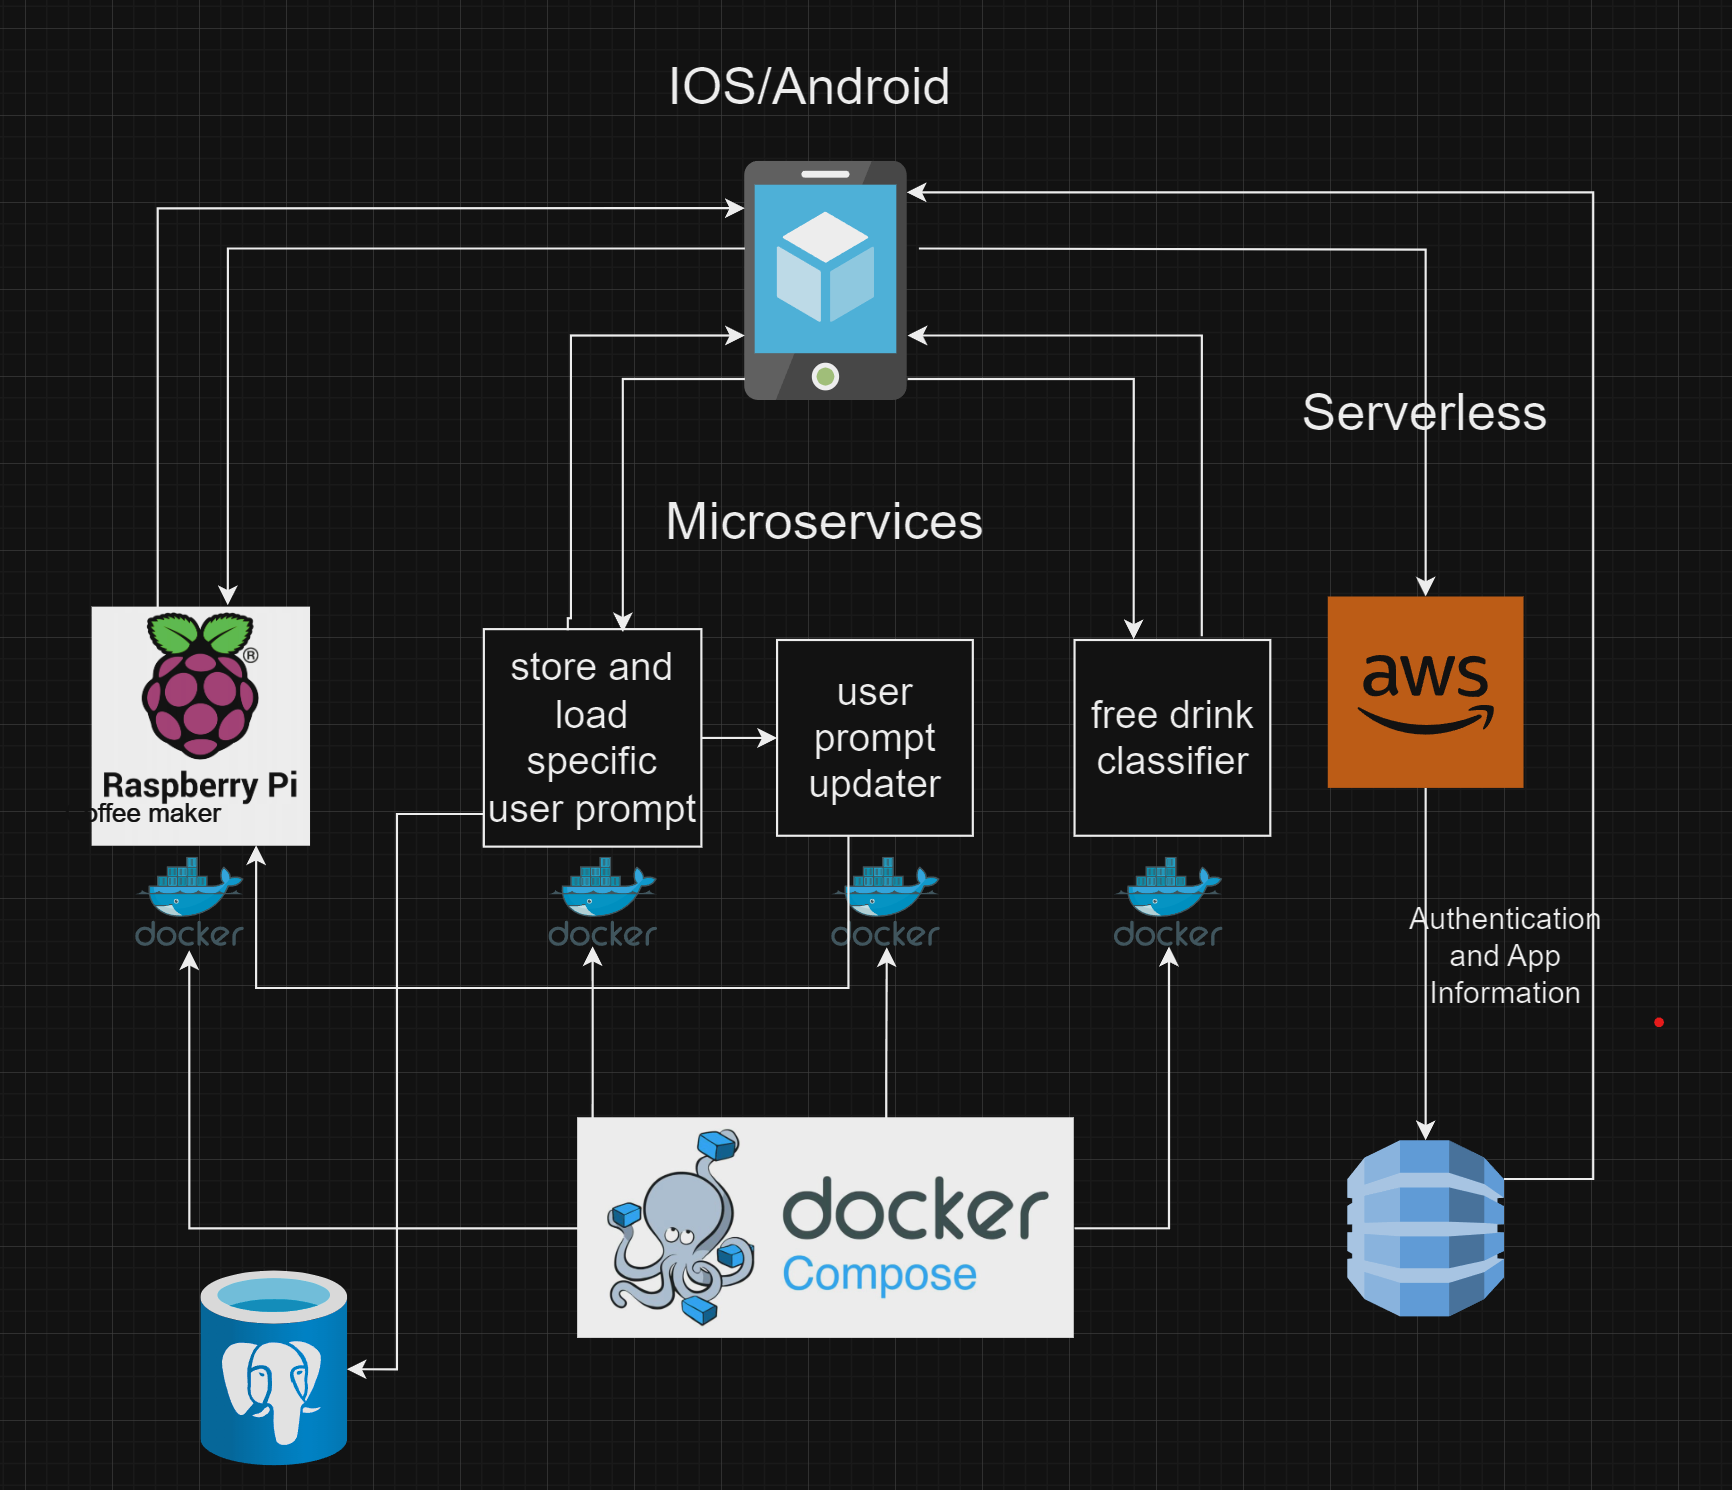 IOS/Android
Serverless
Microservices
®
Raspberry Pi
offee maker
store and
load
specific
user prompt
user
prompt
updater
free drink
classifier
aws
docker
docker
docker
docker
Authentication
and App
Information
docker
Compose